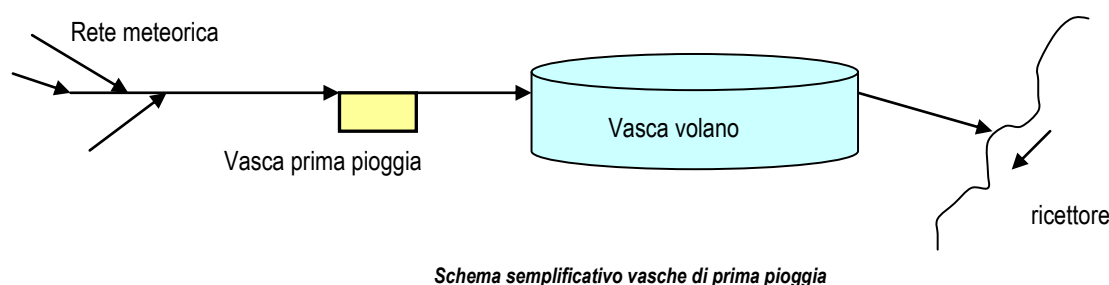 Rete meteorica
Vasca volano
Vasca prima pioggia
ricettore
Schema semplificativo vasche di prima pioggia